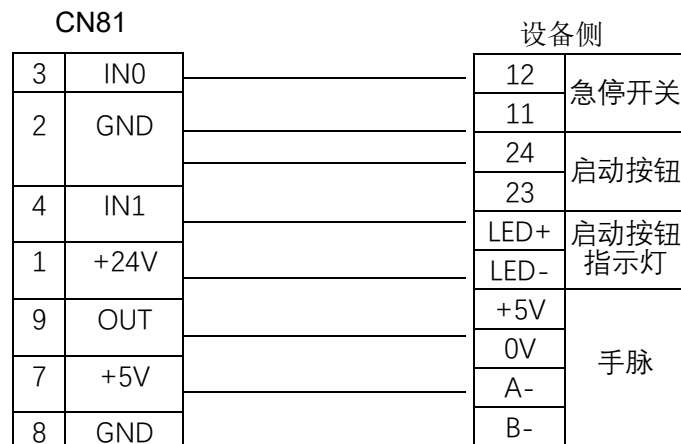 CN81
设备侧
3 IN0
2 GND
4 IN1
1 +24V
9 OUT
7 +5V
8 GND
12
11
急停开关
24
23
启动按钮
LED+
LED-
启动按钮
指示灯
+5V
0V
A-
B-
手脉